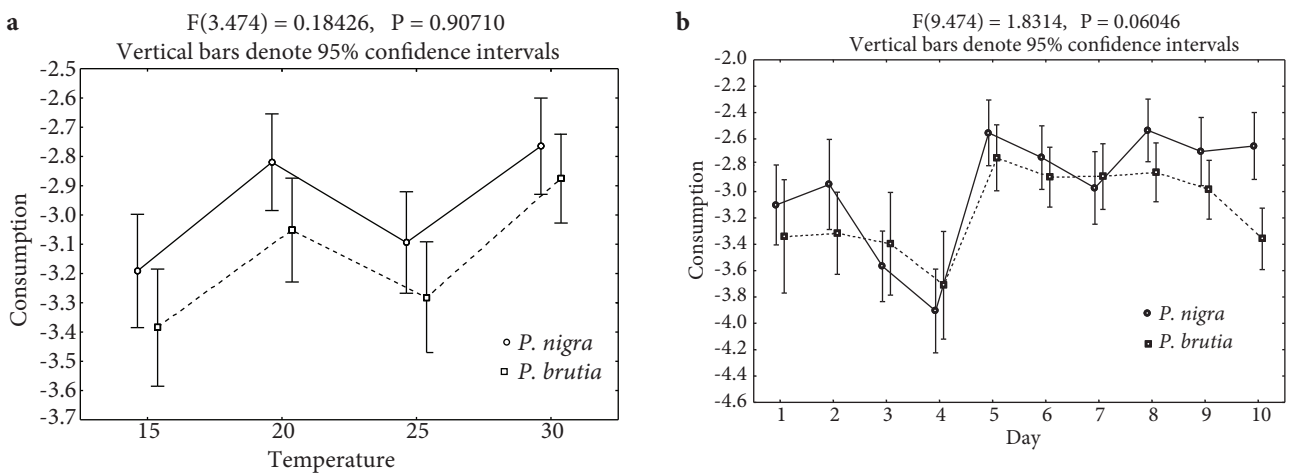 a
F(3.474) = 0.18426, P = 0.90710
Vertical bars denote 95% confidence intervals
Consumption
-2.5
-2.6
-2.7
-2.8
-2.9
-3.0
-3.1
-3.2
-3.3
-3.4
-3.5
-3.6
-3.7
P. nigra
P. brutia
15 20 25 30
Temperature
b
F(9.474) = 1.8314, P = 0.06046
Vertical bars denote 95% confidence intervals
Consumption
-2.0
-2.2
-2.4
-2.6
-2.8
-3.0
-3.2
-3.4
-3.6
-3.8
-4.0
-4.2
-4.4
-4.6
P. nigra
P. brutia
1 2 3 4 5 6 7 8 9 10
Day